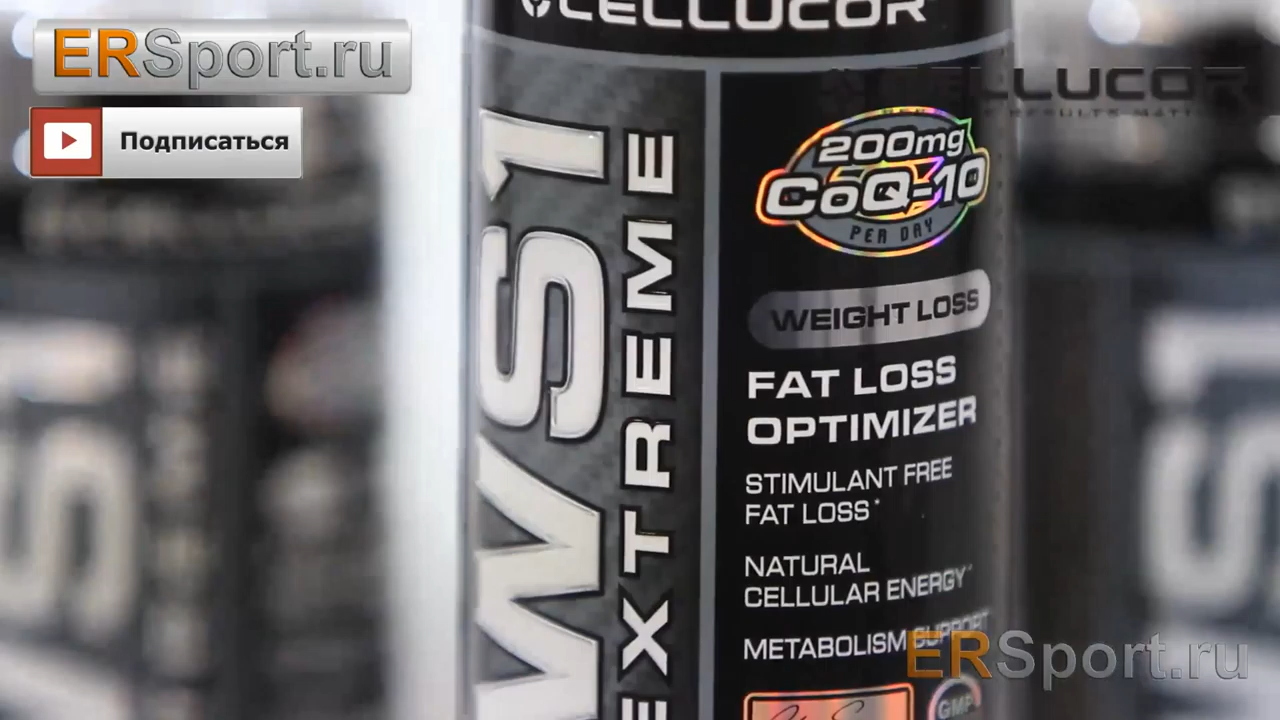 CELLUCOR
ERSport.ru
Подписаться
WS1
EXTREME
200mg
CoQ-10
PER DAY
WEIGHT LOSS
FAT LOSS
OPTIMIZER
STIMULANT FREE
FAT LOSS*
NATURAL
CELLULAR ENERGY*
METABOLISM SUPPORT
ERSport.ru
GMP
CELLUCOR